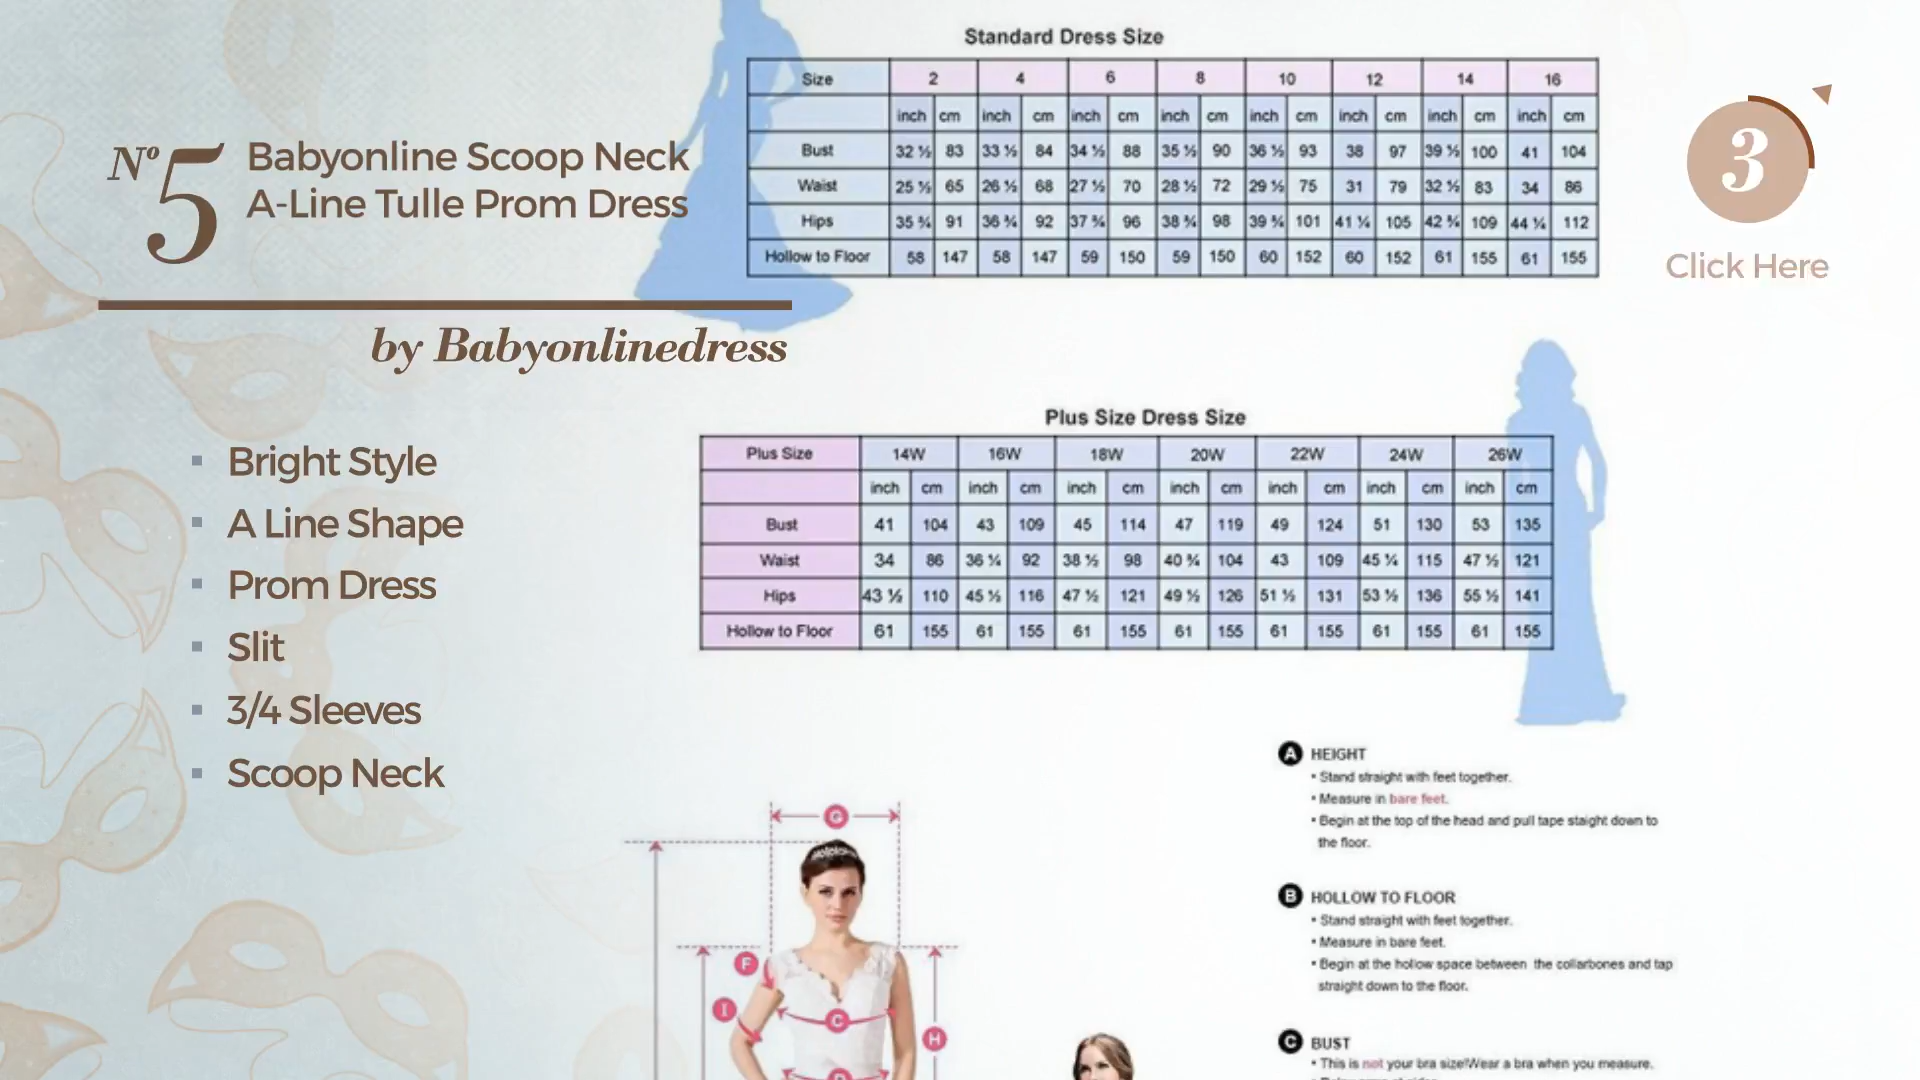 Nº5 Babyonline Scoop Neck
A-Line Tulle Prom Dress
by Babyonlinedress
▪ Bright Style
▪ A Line Shape
▪ Prom Dress
▪ Slit
▪ 3/4 Sleeves
▪ Scoop Neck
Standard Dress Size
Size 2 4 6 8 10 12 14 16
inch cm inch cm inch cm inch cm inch cm inch cm inch cm inch cm
Bust 32 ½ 83 33 ½ 84 34 ½ 88 35 ½ 90 36 ½ 93 38 97 39 ½ 100 41 104
Waist 25 ½ 65 26 ½ 68 27 ½ 70 28 ½ 72 29 ½ 75 31 79 32 ½ 83 34 86
Hips 35 ¾ 91 36 ¾ 92 37 ¾ 96 38 ¾ 98 39 ¾ 101 41 ¼ 105 42 ¾ 109 44 ¼ 112
Hollow to Floor 58 147 58 147 59 150 59 150 60 152 60 152 61 155 61 155
3
Click Here
Plus Size Dress Size
Plus Size 14W 16W 18W 20W 22W 24W 26W
inch cm inch cm inch cm inch cm inch cm inch cm inch cm
Bust 41 104 43 109 45 114 47 119 49 124 51 130 53 135
Waist 34 86 36 ¼ 92 38 ½ 98 40 ¾ 104 43 109 45 ¼ 115 47 ½ 121
Hips 43 ½ 110 45 ½ 116 47 ½ 121 49 ½ 126 51 ½ 131 53 ½ 136 55 ½ 141
Hollow to Floor 61 155 61 155 61 155 61 155 61 155 61 155 61 155
G
F
I
C
H
A HEIGHT
• Stand straight with feet together.
• Measure in bare feet.
• Begin at the top of the head and pull tape staight down to
the floor.
B HOLLOW TO FLOOR
• Stand straight with feet together.
• Measure in bare feet.
• Begin at the hollow space between the collarbones and tap
straight down to the floor.
C BUST
• This is not your bra size!Wear a bra when you measure.